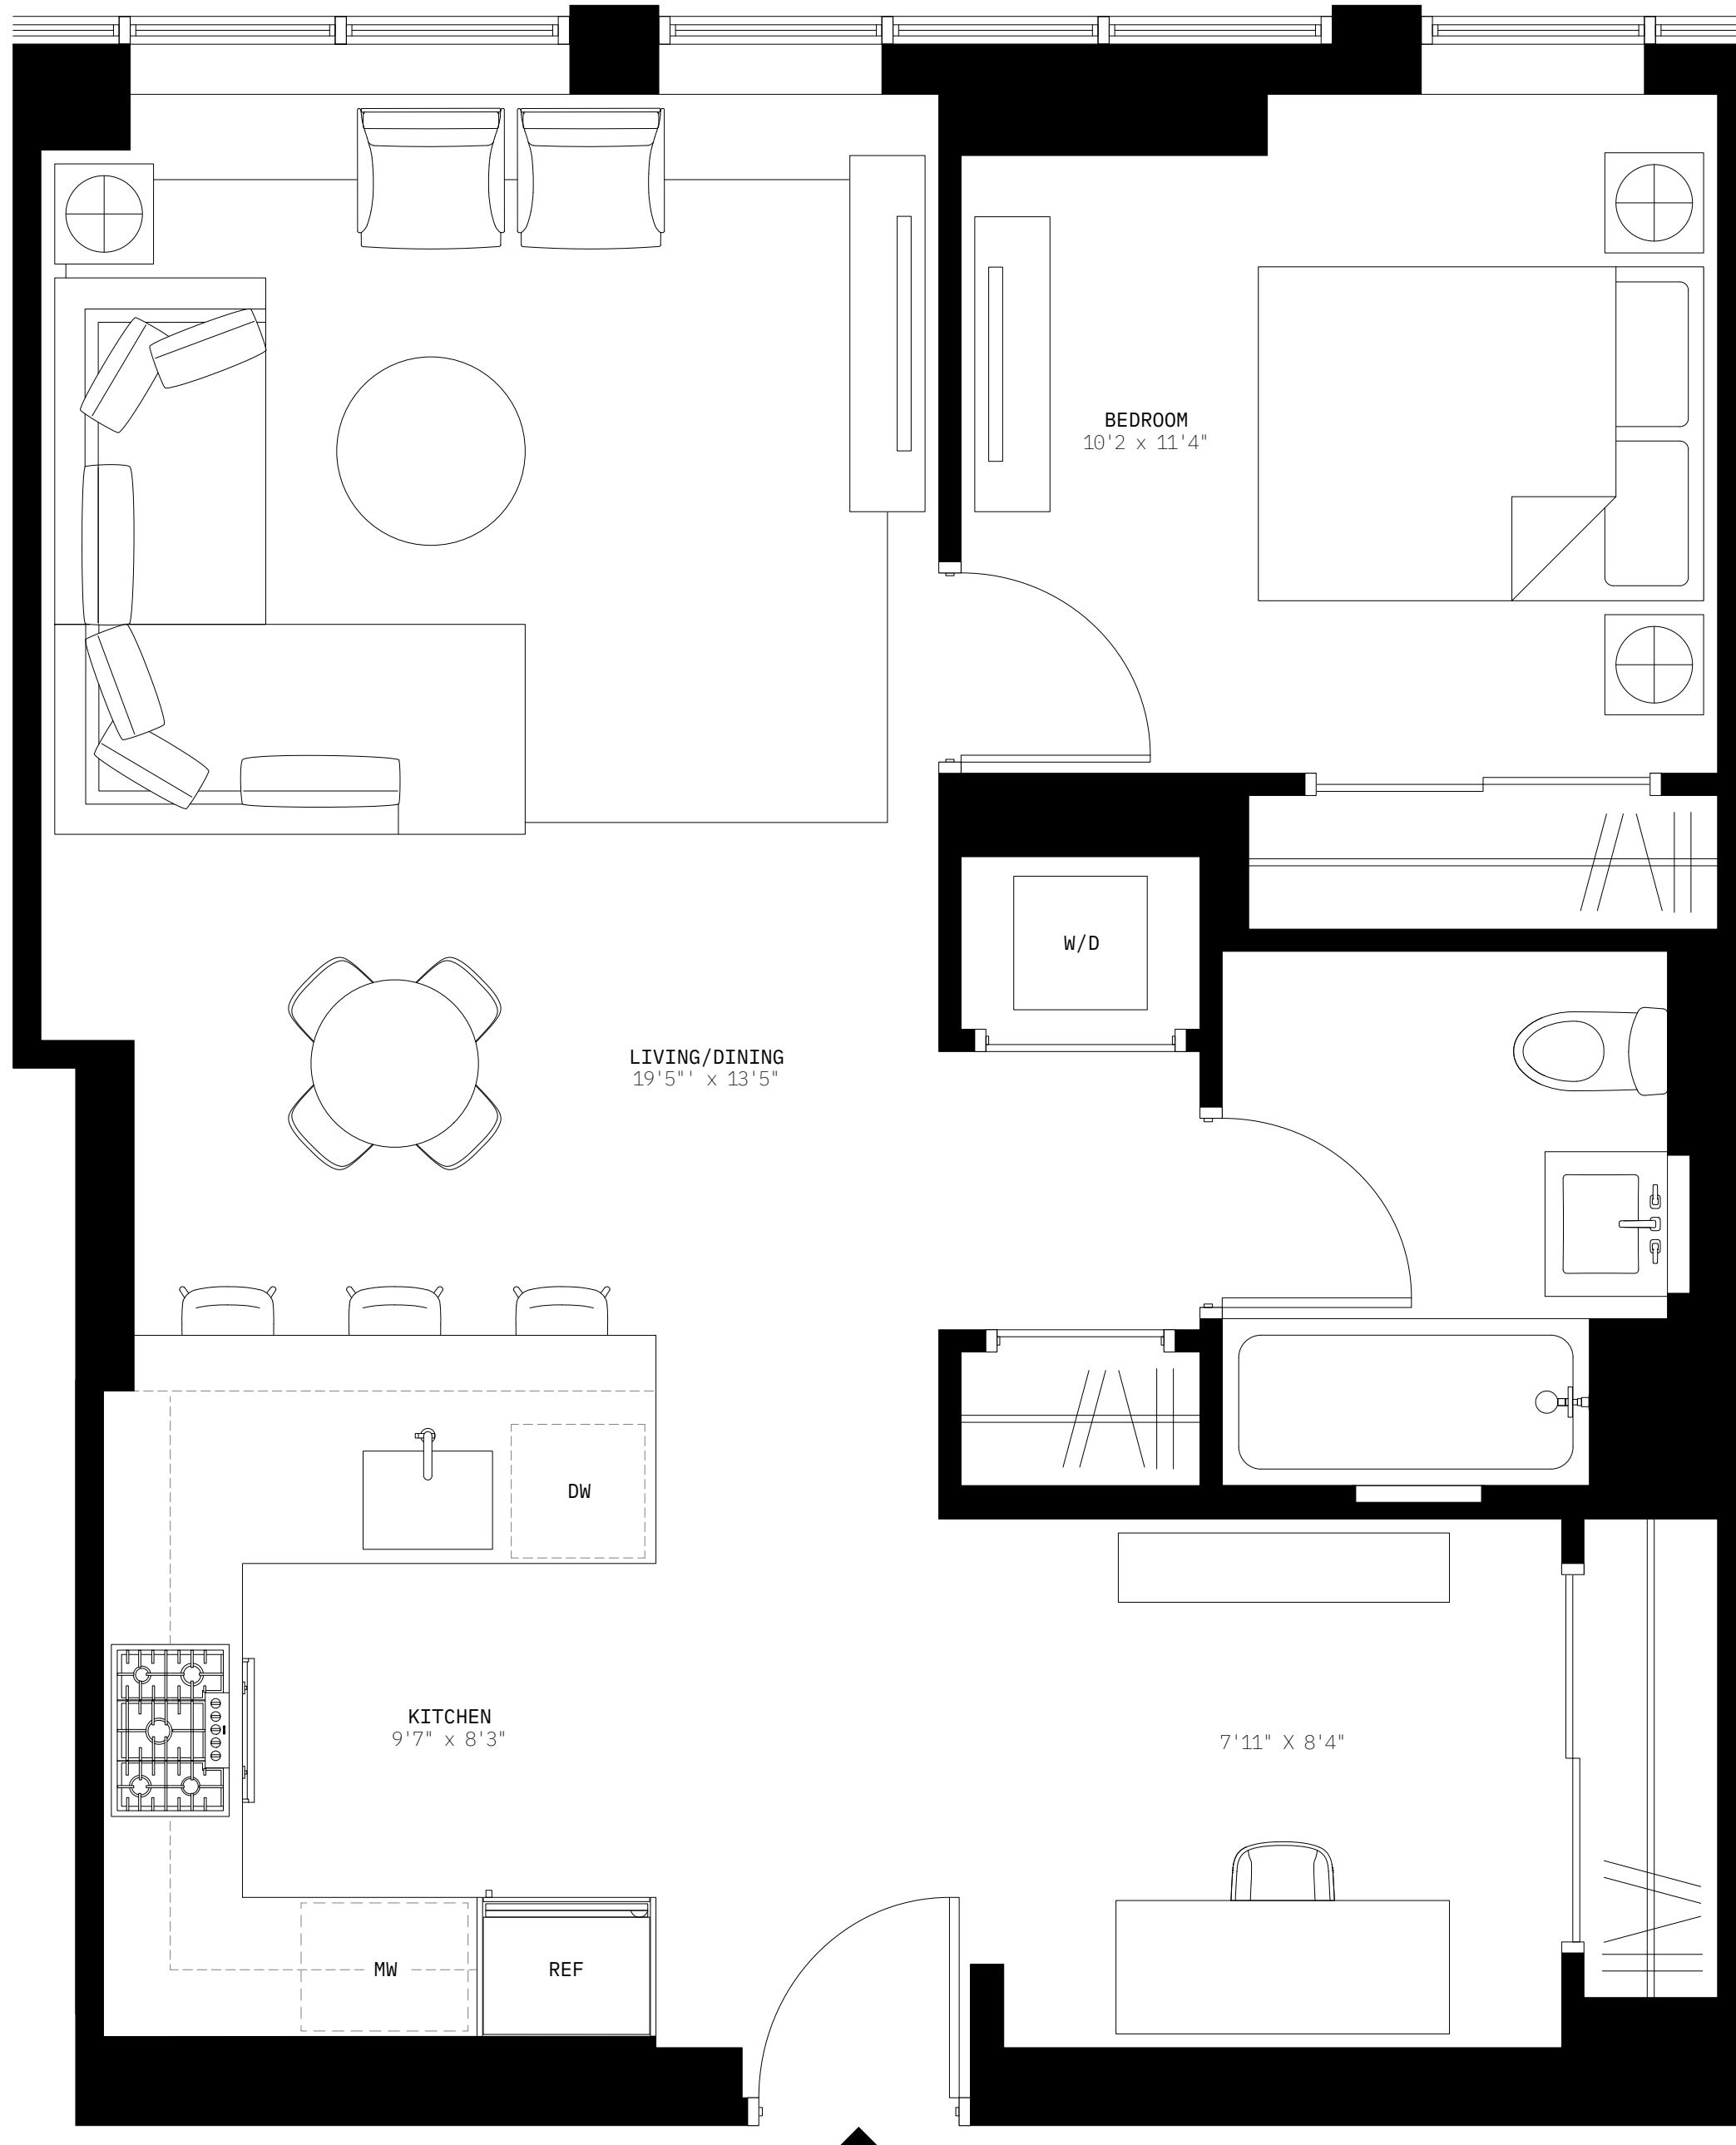 BEDROOM
10'2 x 11'4"
W/D
LIVING/DINING
19'5"' x 13'5"
DW
KITCHEN
9'7" x 8'3"
7'11" X 8'4"
MW
REF